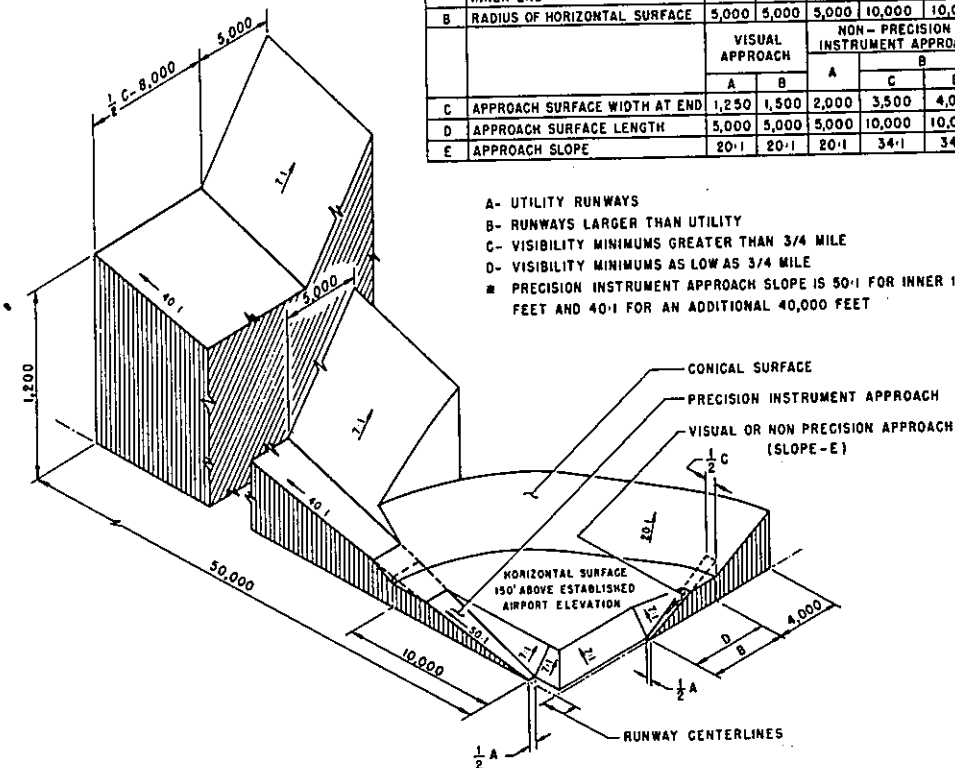 B RADIUS OF HORIZONTAL SURFACE 5,000 5,000 5,000 10,000
VISUAL APPROACH
NON-PRECISION
A
B
A B C
C APPROACH SURFACE WIDTH AT END 1,250 1,500 2,000 3,500
D APPROACH SURFACE LENGTH 5,000 5,000 5,000 10,000
E APPROACH SLOPE 20:1 20:1 20:1 34:1
A- UTILITY RUNWAYS
B- RUNWAYS LARGER THAN UTILITY
C- VISIBILITY MINIMUMS GREATER THAN 3/4 MILE
D- VISIBILITY MINIMUMS AS LOW AS 3/4 MILE
* PRECISION INSTRUMENT APPROACH SLOPE IS 50:1 FOR INNER
FEET AND 40:1 FOR AN ADDITIONAL 40,000 FEET
5,000
1/2 C-8,000
7:1
40:1
5,000
1,200
7:1
40:1
CONICAL SURFACE
PRECISION INSTRUMENT APPROACH
VISUAL OR NON PRECISION APPROACH
(SLOPE-E)
1/2 C
20:1
HORIZONTAL SURFACE
150' ABOVE ESTABLISHED
AIRPORT ELEVATION
50,000
50:1
7:1
7:1
7:1
7:1
4,000
D
B
10,000
1/2 A
RUNWAY CENTERLINES
1/2 A